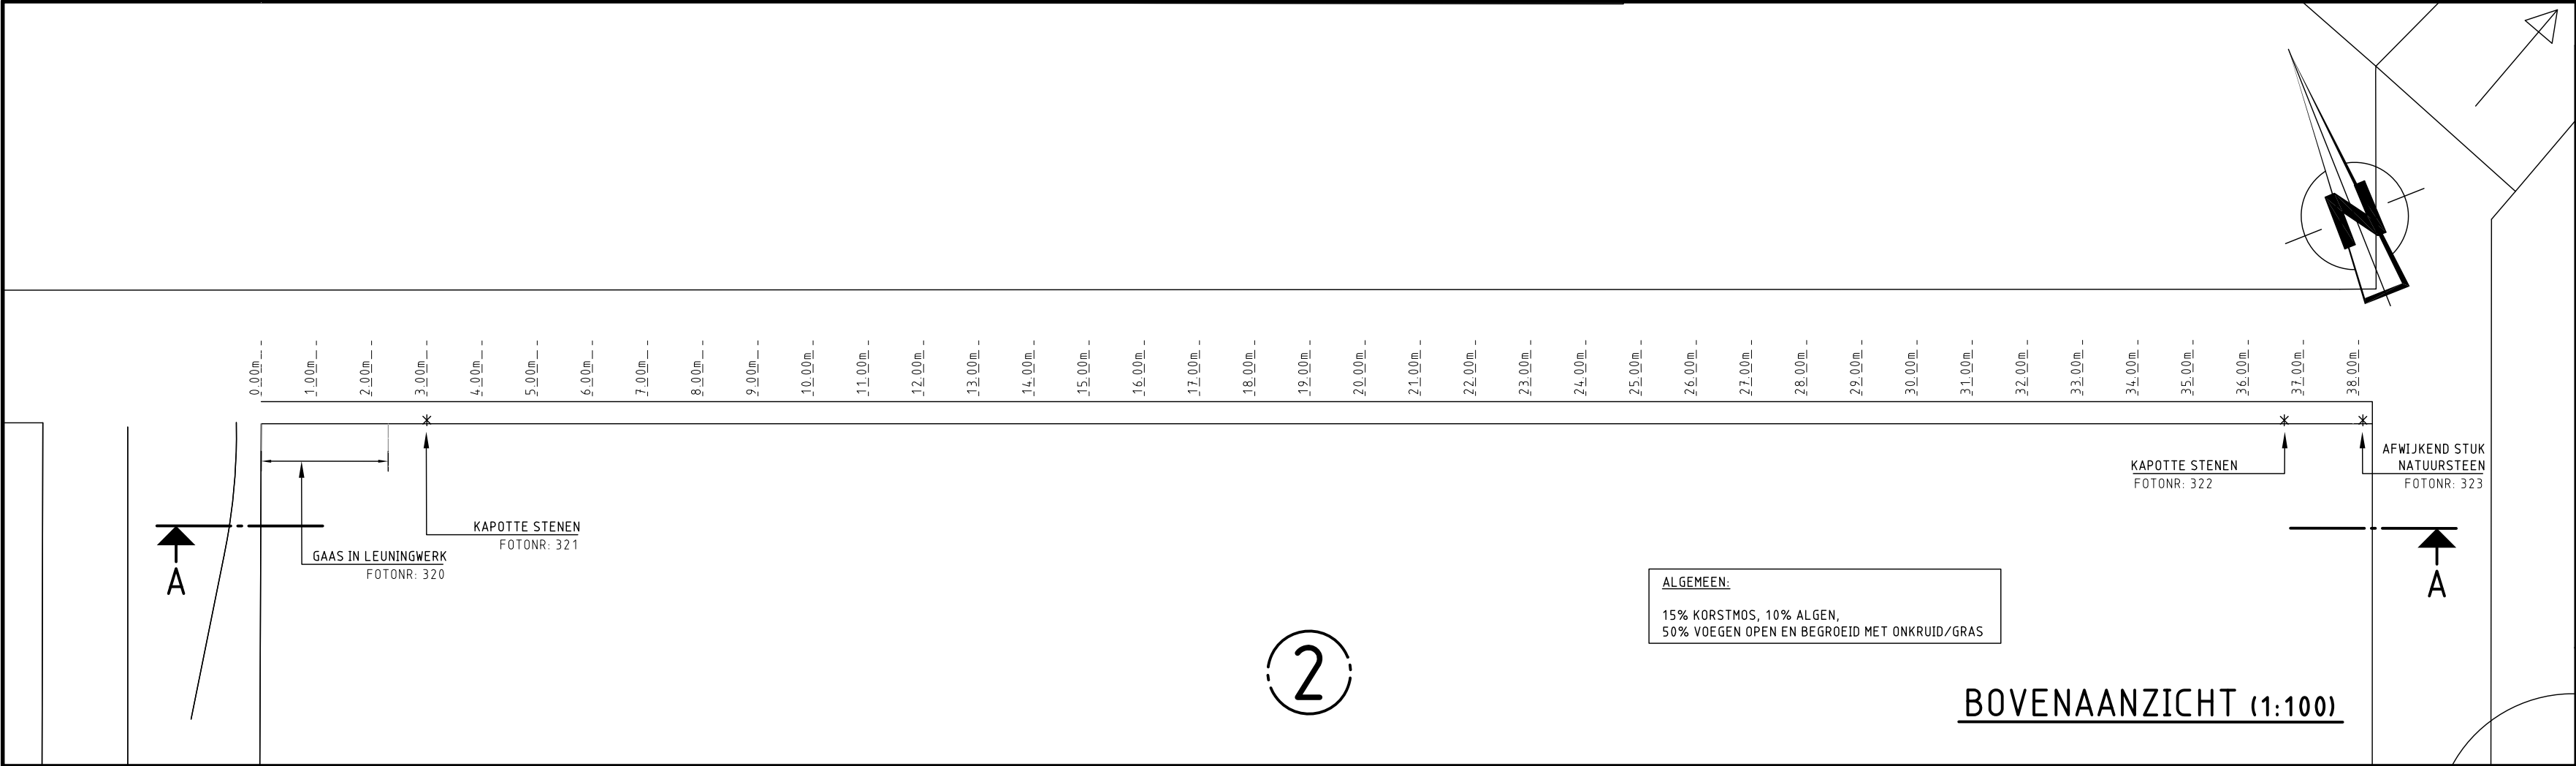 N
0.00m
1.00m
2.00m
3.00m
4.00m
5.00m
6.00m
7.00m
8.00m
9.00m
10.00m
11.00m
12.00m
13.00m
14.00m
15.00m
16.00m
17.00m
18.00m
19.00m
20.00m
21.00m
22.00m
23.00m
24.00m
25.00m
26.00m
27.00m
28.00m
29.00m
30.00m
31.00m
32.00m
33.00m
34.00m
35.00m
36.00m
37.00m
38.00m
AFWIJKEND STUK
NATUURSTEEN
FOTONR: 323
KAPOTTE STENEN
FOTONR: 322
KAPOTTE STENEN
FOTONR: 321
GAAS IN LEUNINGWERK
FOTONR: 320
A
A
ALGEMEEN:
15% KORSTMOS, 10% ALGEN,
50% VOEGEN OPEN EN BEGROEID MET ONKRUID/GRAS
2
BOVENAANZICHT (1:100)